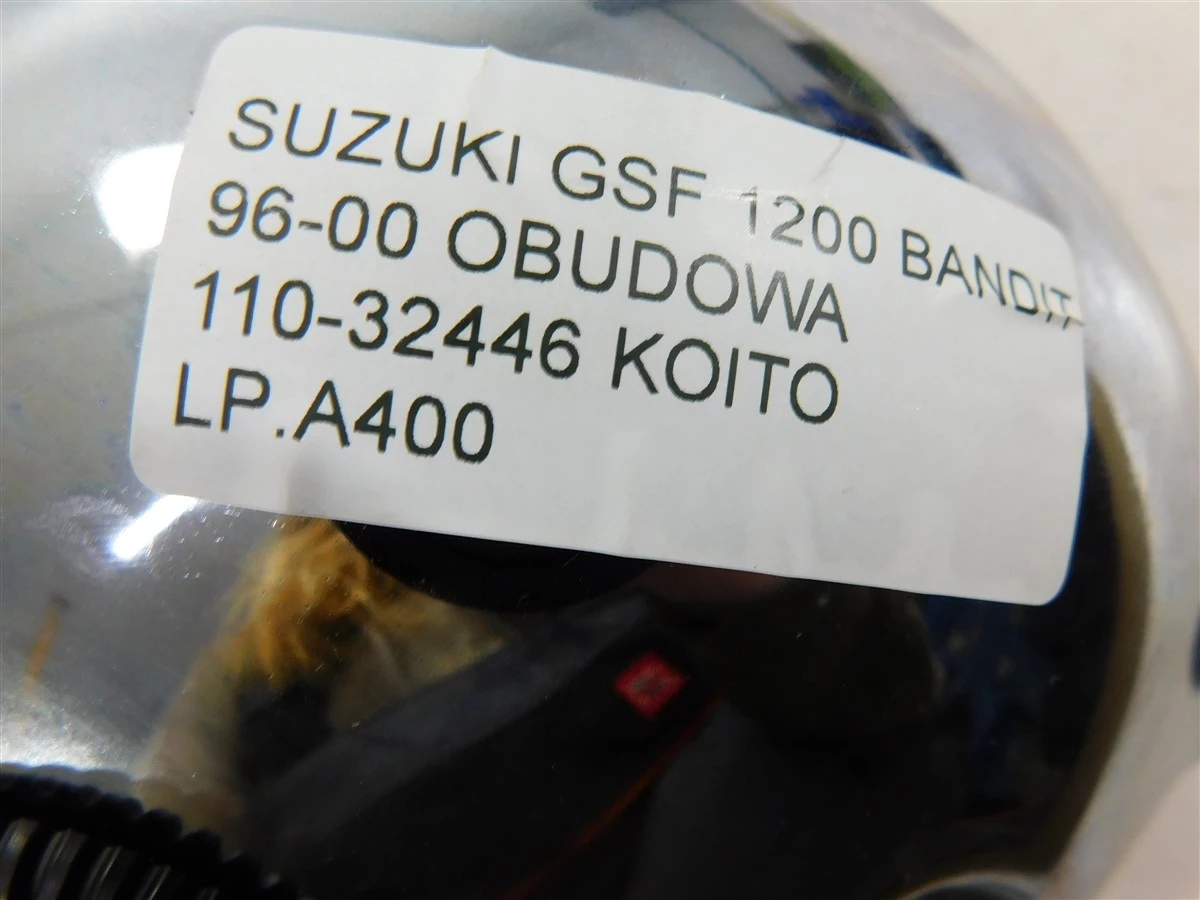 SUZUKI GSF 1200 BANDIT
96-00 OBUDOWA
110-32446 KOITO
LP.A400